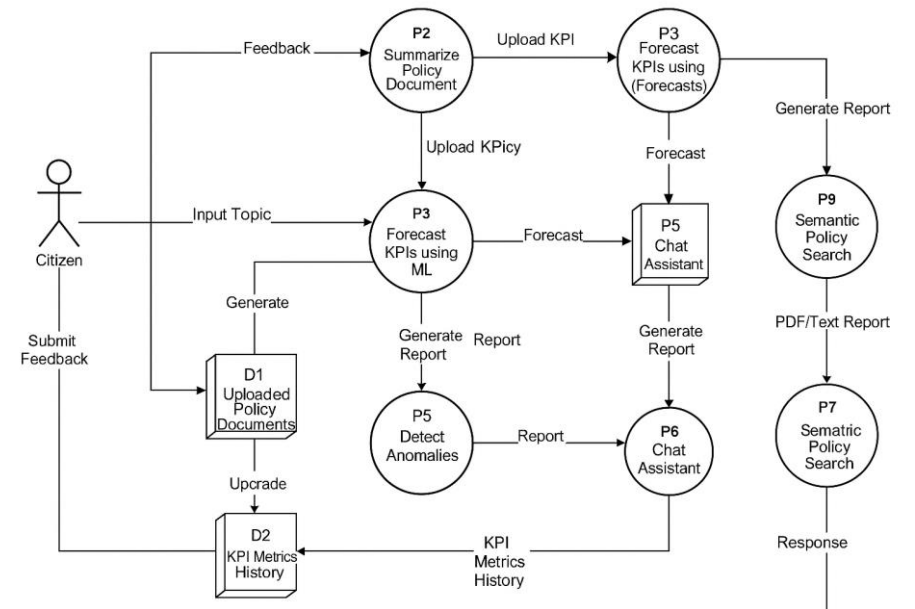 P2
Summarize
Policy
Document
Feedback
Upload KPI
P3
Forecast
KPIs using
(Forecasts)
Generate Report
Upload KPicy
Forecast
Citizen
Input Topic
P3
Forecast
KPIs using
ML
Forecast
P5
Chat
Assistant
P9
Semantic
Policy
Search
Generate
Generate
Report
Report
Generate
Report
PDF/Text Report
Submit
Feedback
D1
Uploaded
Policy
Documents
P5
Detect
Anomalies
Report
P6
Chat
Assistant
P7
Sematric
Policy
Search
Upcrade
D2
KPI Metrics
History
KPI
Metrics
History
Response